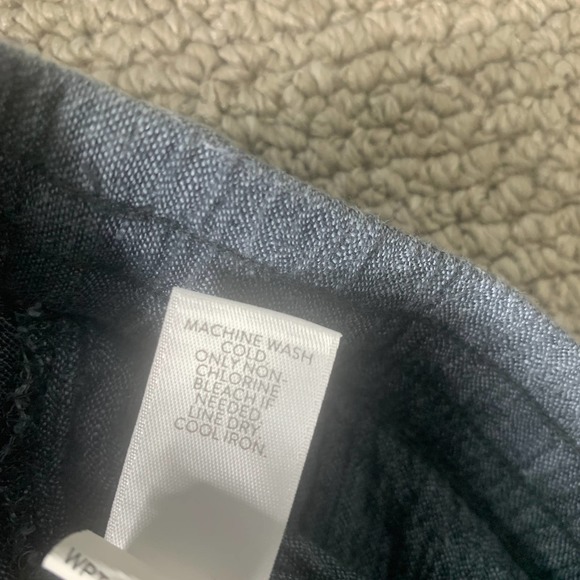 MACHINE WASH
COLD
ONLY NON-
CHLORINE
BLEACH IF
NEEDED.
LINE DRY.
COOL IRON.